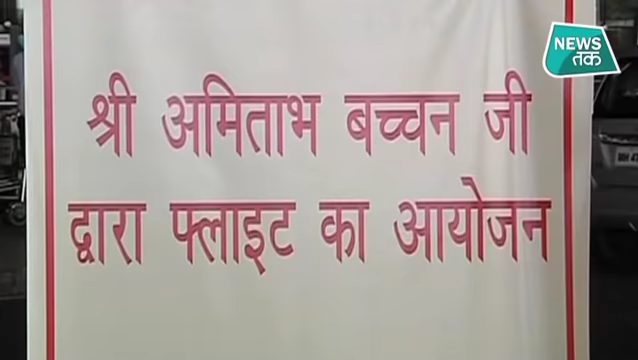 NEWS
तक
श्री अमिताभ बच्चन जी
द्वारा फ्लाइट का आयोजन